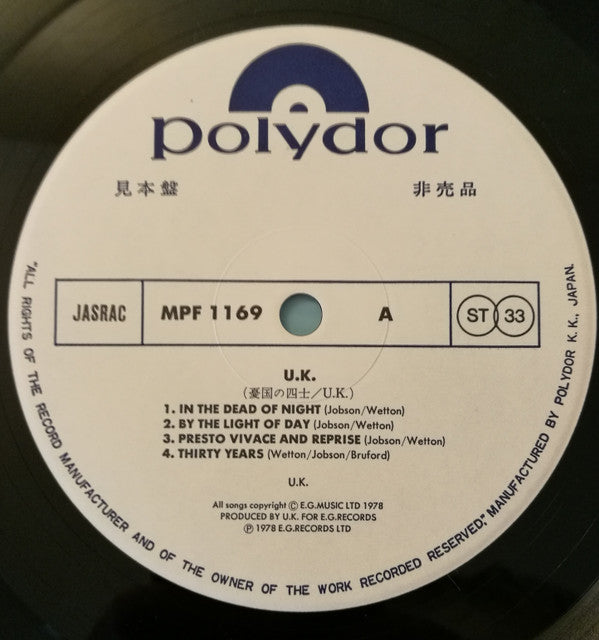 polydor
見本盤 非売品
JASRAC MPF 1169 A ST 33
U.K.
(憂国の四士/U.K.)
1. IN THE DEAD OF NIGHT (Jobson/Wetton)
2. BY THE LIGHT OF DAY (Jobson/Wetton)
3. PRESTO VIVACE AND REPRISE (Jobson/Wetton)
4. THIRTY YEARS (Wetton/Jobson/Bruford)
U.K.
All songs copyright Ⓒ E.G.MUSIC LTD 1978
PRODUCED BY U.K. FOR E.G.RECORDS
Ⓟ 1978 E.G.RECORDS LTD
"ALL RIGHTS OF THE RECORD MANUFACTURER AND OF THE OWNER OF THE WORK RECORDED RESERVED," MANUFACTURED BY POLYDOR K. K., JAPAN.